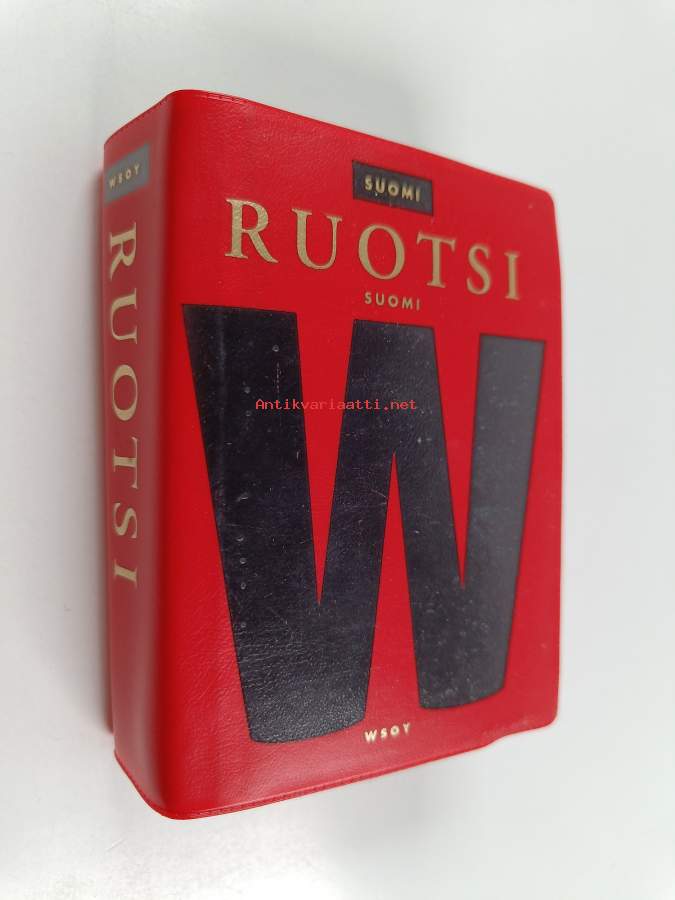 SUOMI
RUOTSI
SUOMI
W
WSOY
WSOY
RUOTSI
Antikvariaatti.net